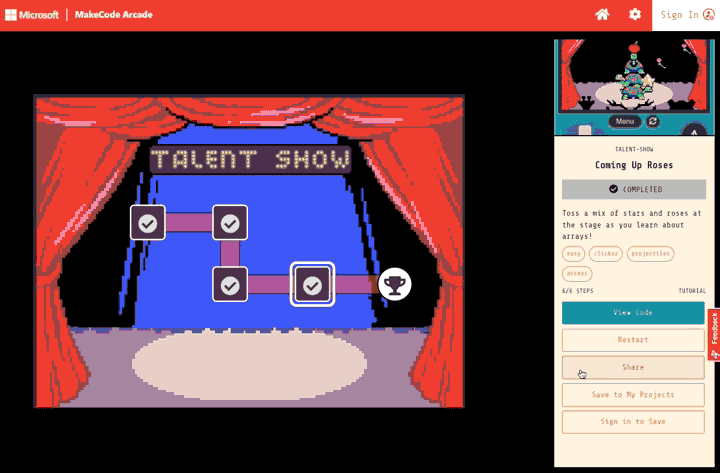 Microsoft | MakeCode Arcade
Sign In
TALENT SHOW
Menu
A
TALENT-SHOW
Coming Up Roses
COMPLETED
Toss a mix of stars and roses at
the stage as you learn about
arrays!
easy clicker projectiles
arrays
6/6 STEPS TUTORIAL
View Code
Restart
Share
Save to My Projects
Sign in to Save
Feedback